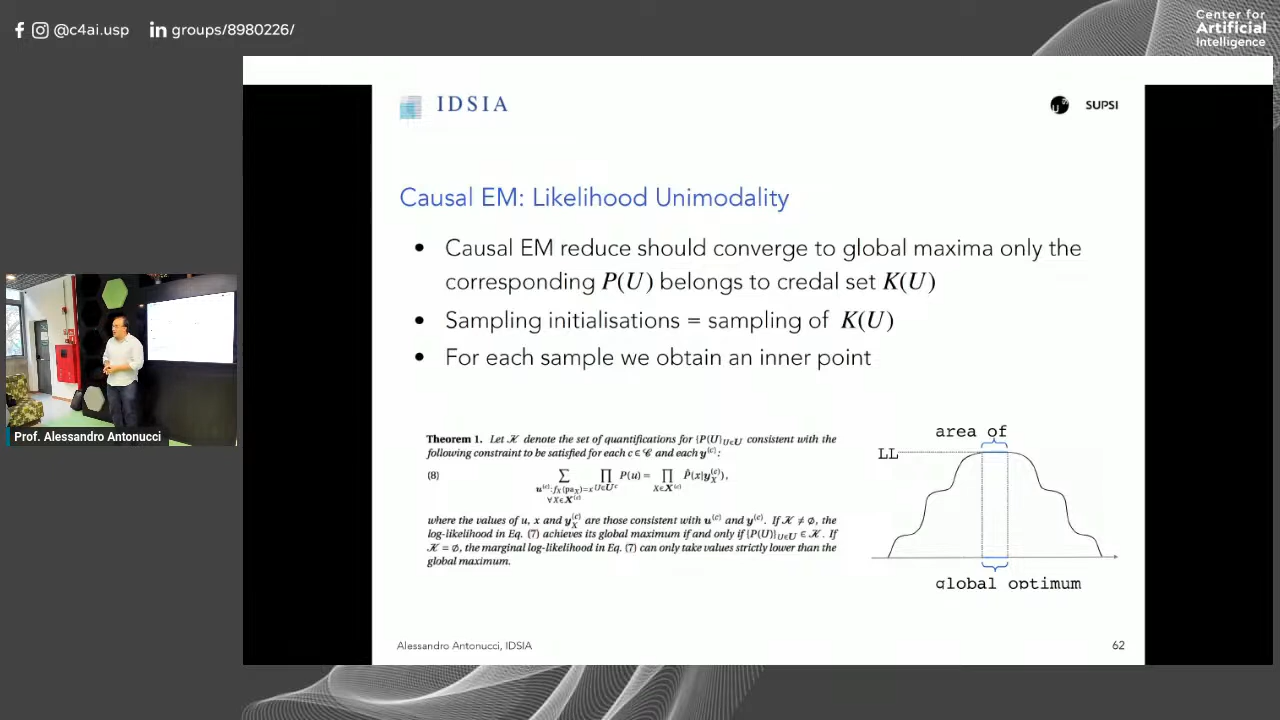 @c4ai.usp in groups/8980226/
Center for
Artificial
Intelligence
IDSIA
SUPSI
Causal EM: Likelihood Unimodality
• Causal EM reduce should converge to global maxima only the
corresponding P(U) belongs to credal set K(U)
• Sampling initialisations = sampling of K(U)
• For each sample we obtain an inner point
Theorem 1. Let 𝒦 denote the set of quantifications for {P(U)}U∈U consistent with the
following constraint to be satisfied for each c ∈ 𝒞 and each y(c):
(8) ∑ ∏ P(u) = ∏ P̂(x|yX(c)),
u(c):fX(paX)=x U∈U(c) X∈X(c)
∀X∈X(c)
where the values of u, x and yX(c) are those consistent with u(c) and y(c). If 𝒦 ≠ ∅, the
log-likelihood in Eq. (7) achieves its global maximum if and only if {P(U)}U∈U ∈ 𝒦. If
𝒦 = ∅, the marginal log-likelihood in Eq. (7) can only take values strictly lower than the
global maximum.
area of
LL
global optimum
Alessandro Antonucci, IDSIA
62
Prof. Alessandro Antonucci